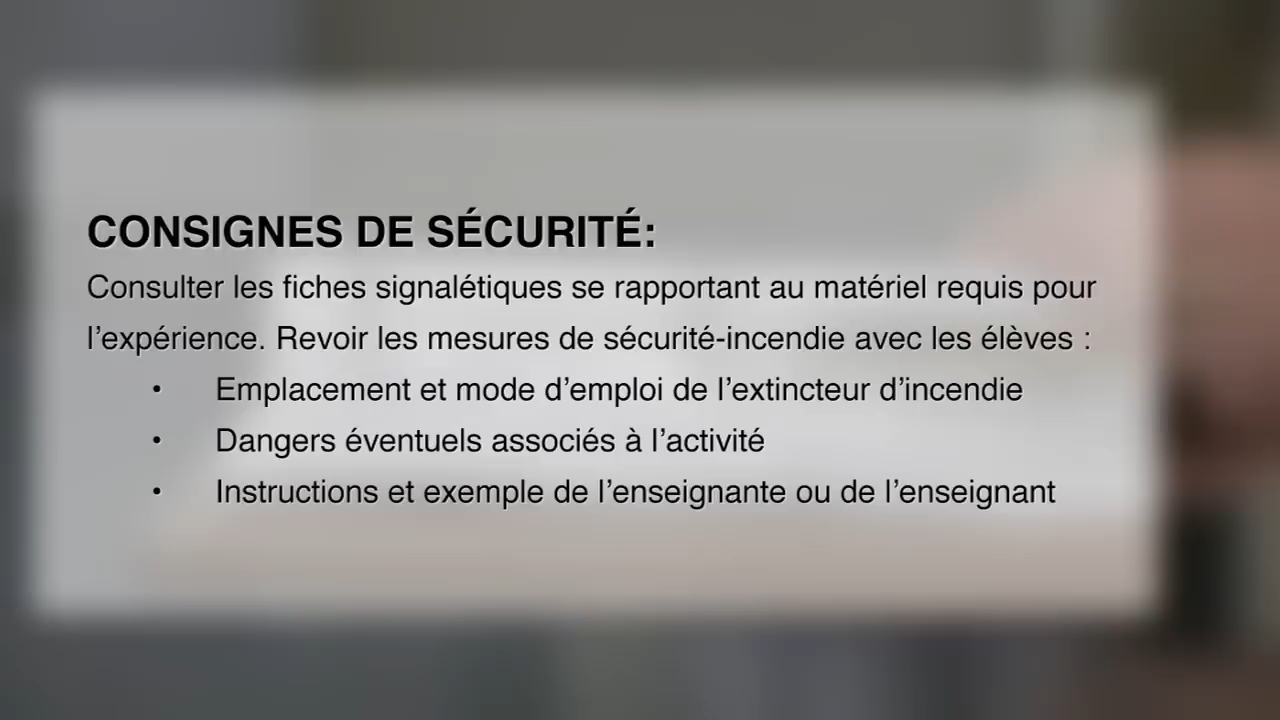 CONSIGNES DE SÉCURITÉ:
Consulter les fiches signalétiques se rapportant au matériel requis pour
l’expérience. Revoir les mesures de sécurité-incendie avec les élèves :
• Emplacement et mode d’emploi de l’extincteur d’incendie
• Dangers éventuels associés à l’activité
• Instructions et exemple de l’enseignante ou de l’enseignant